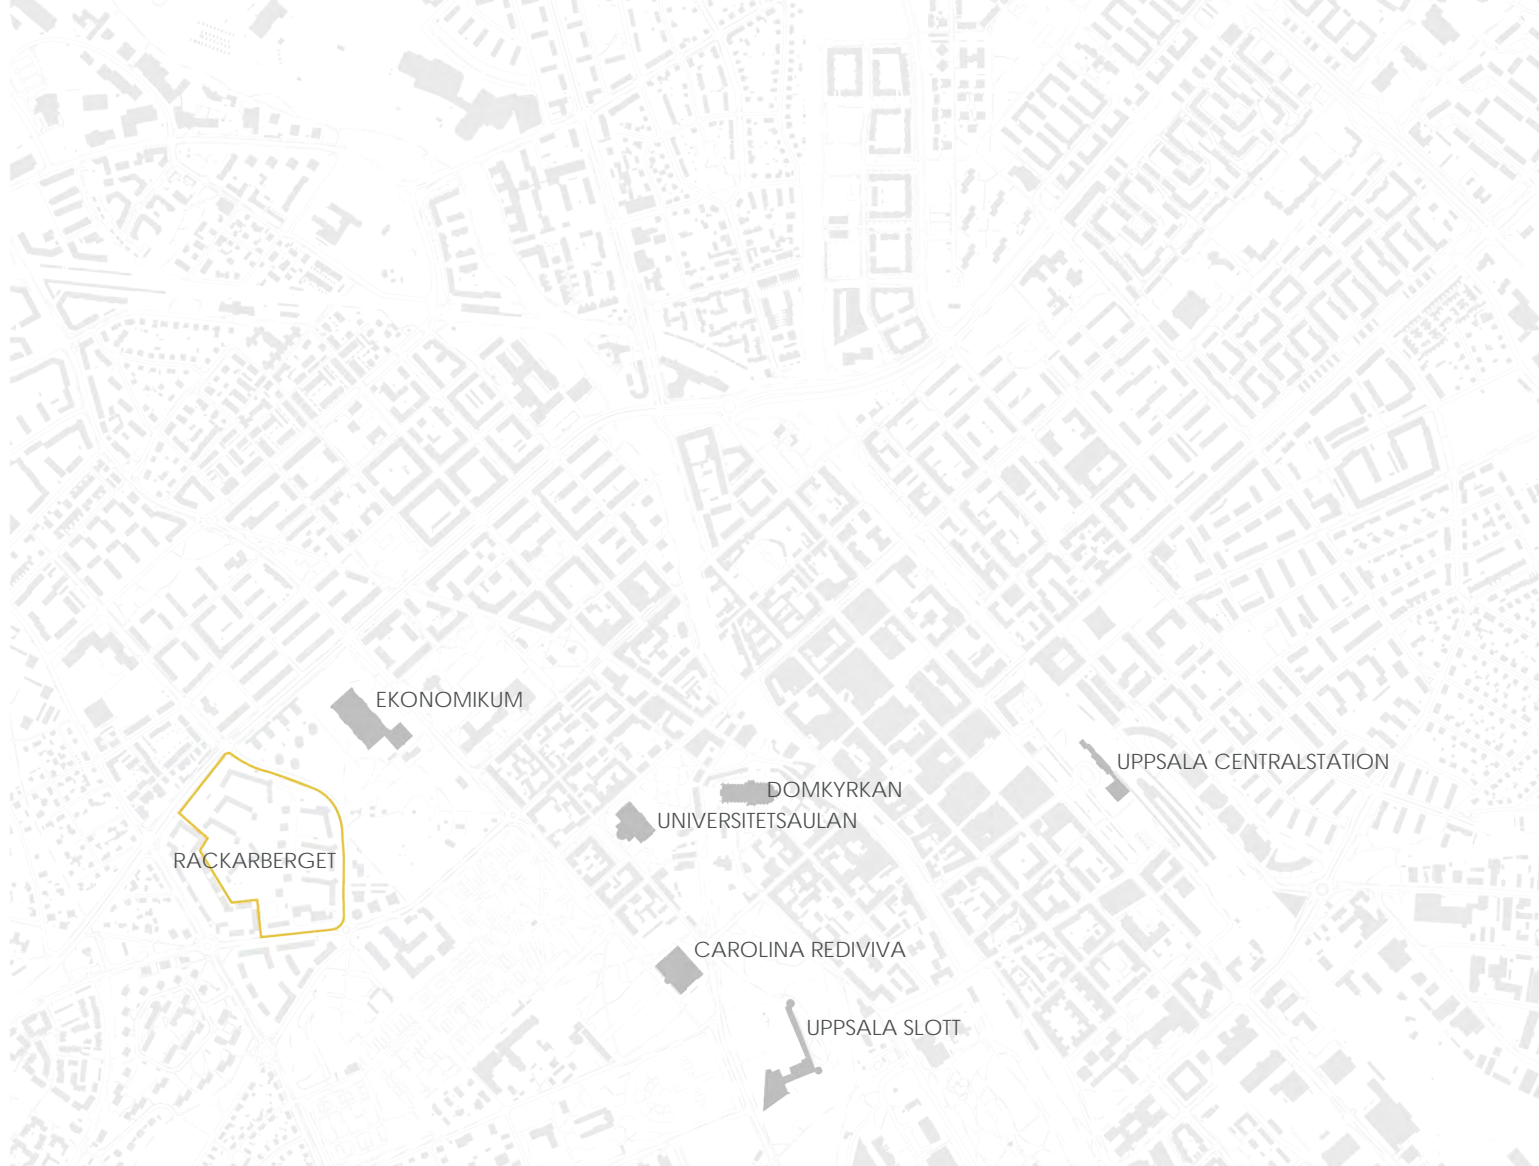 EKONOMIKUM
UPPSALA CENTRALSTATION
DOMKYRKAN
UNIVERSITETSAULAN
RACKARBERGET
CAROLINA REDIVIVA
UPPSALA SLOTT